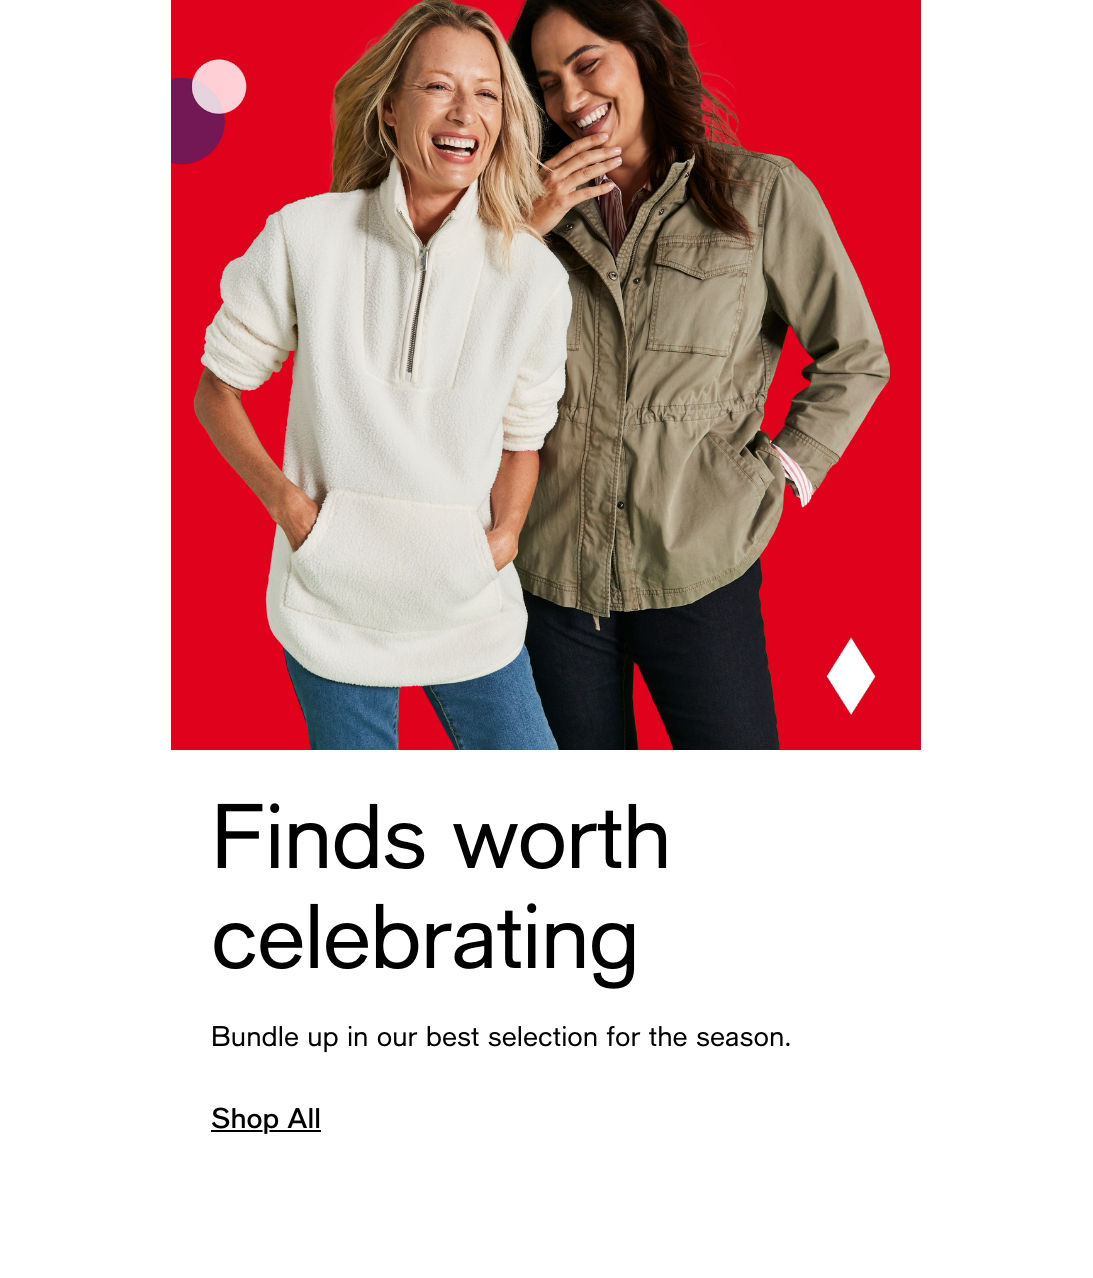 Finds worth
celebrating
Bundle up in our best selection for the season.
Shop All